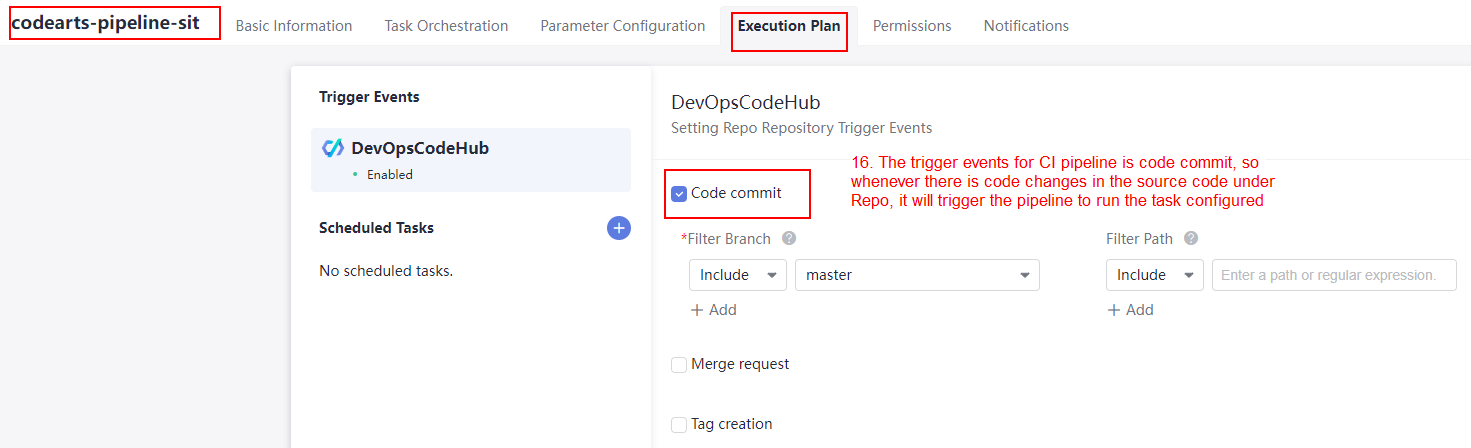 codearts-pipeline-sit Basic Information Task Orchestration Parameter Configuration Execution Plan Permissions Notifications
Trigger Events
DevOpsCodeHub
Enabled
Scheduled Tasks
No scheduled tasks.
DevOpsCodeHub
Setting Repo Repository Trigger Events
16. The trigger events for CI pipeline is code commit, so
whenever there is code changes in the source code under
Repo, it will trigger the pipeline to run the task configured
Code commit
*Filter Branch ? Filter Path ?
Include master Include Enter a path or regular expression.
+ Add + Add
Merge request
Tag creation